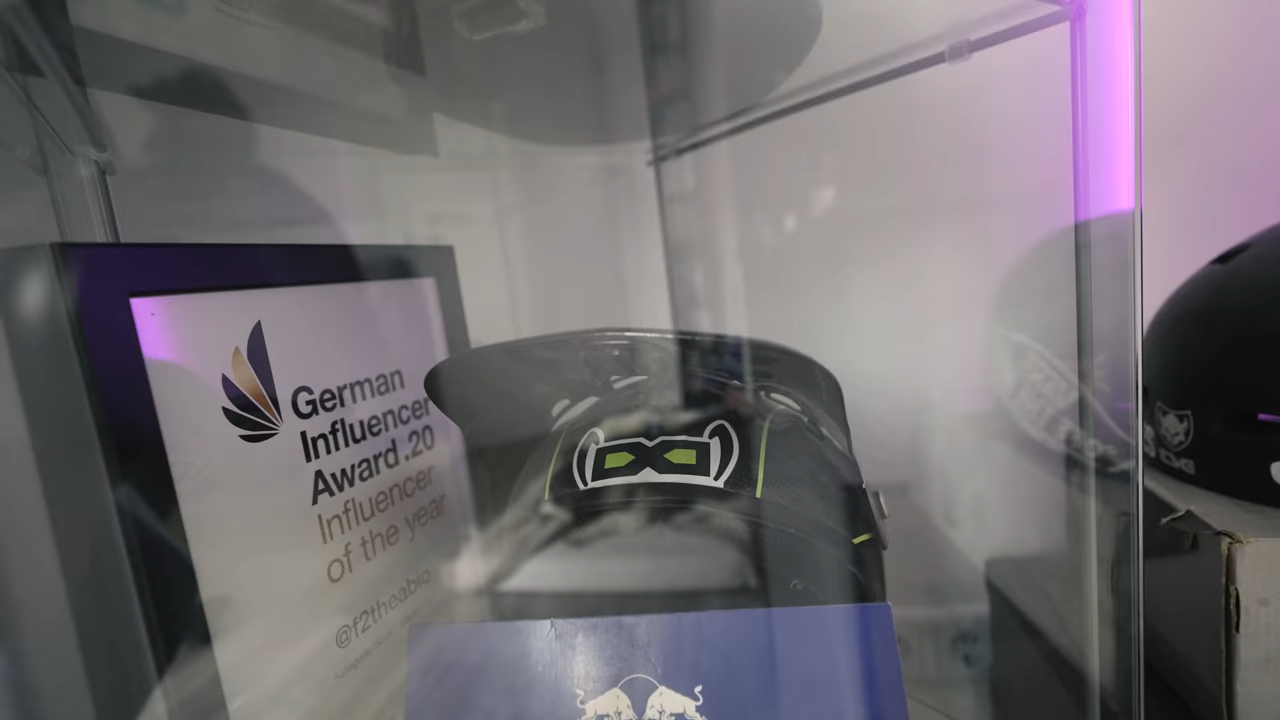 German
Influencer
Award .20
Influencer
of the year
@f2theabio